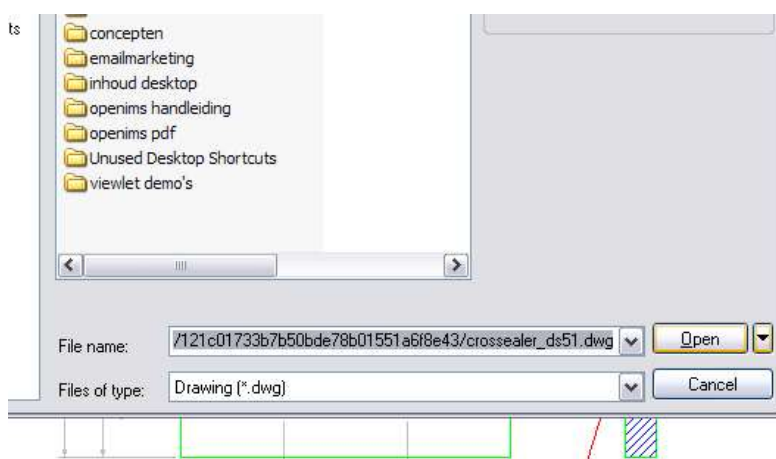 ts
concepten
emailmarketing
inhoud desktop
openims handleiding
openims pdf
Unused Desktop Shortcuts
viewlet demo's
File name:
/121c01733b7b50bde78b01551a6f8e43/crossealer_ds51.dwg
Open
Files of type:
Drawing (*.dwg)
Cancel